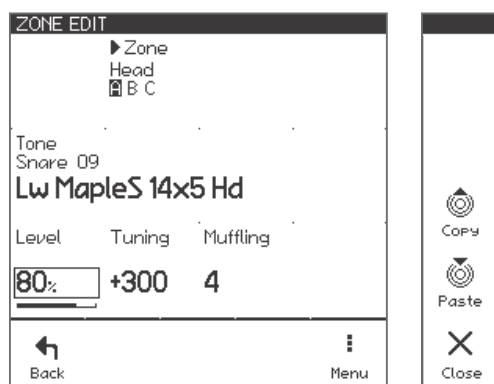 ZONE EDIT
▶Zone
Head
A B C
Tone
Snare 09
Lw MapleS 14x5 Hd
Level Tuning Muffling
80% +300 4
Back Menu
Copy
Paste
Close